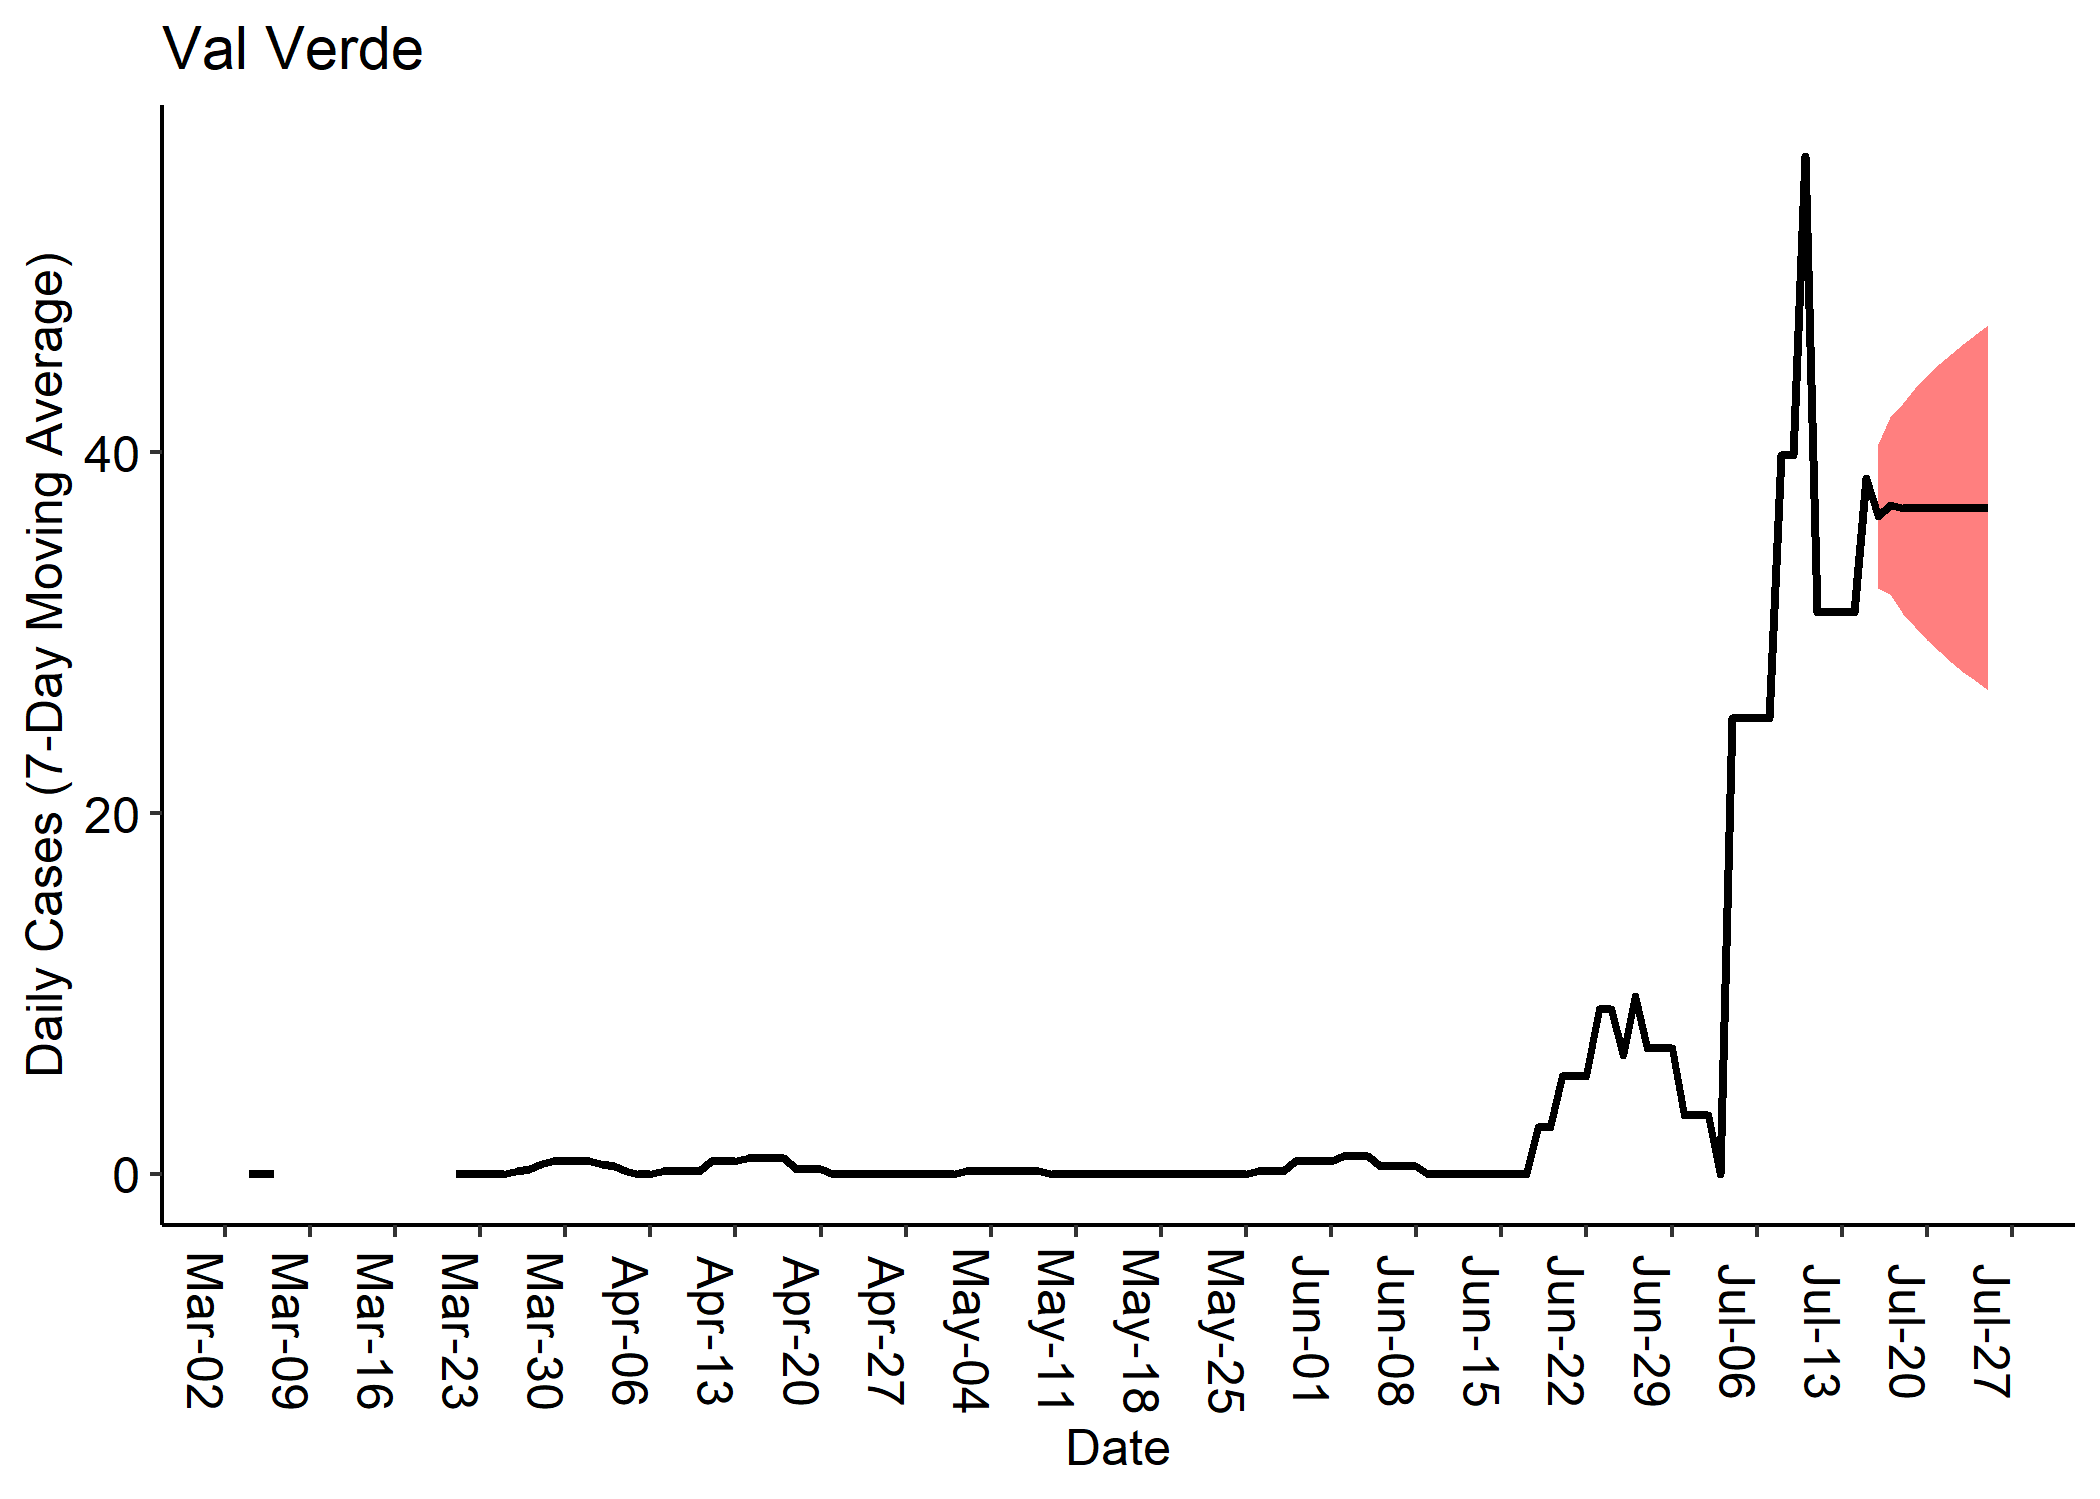 Val Verde
Daily Cases (7-Day Moving Average)
40
20
0
Mar-02
Mar-09
Mar-16
Mar-23
Mar-30
Apr-06
Apr-13
Apr-20
Apr-27
May-04
May-11
May-18
May-25
Jun-01
Jun-08
Jun-15
Jun-22
Jun-29
Jul-06
Jul-13
Jul-20
Jul-27
Date